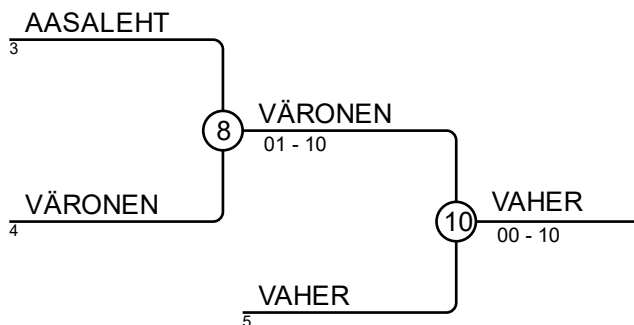 AASALEHT
3
8
VÄRONEN
01 - 10
VÄRONEN
4
10
VAHER
00 - 10
VAHER
5